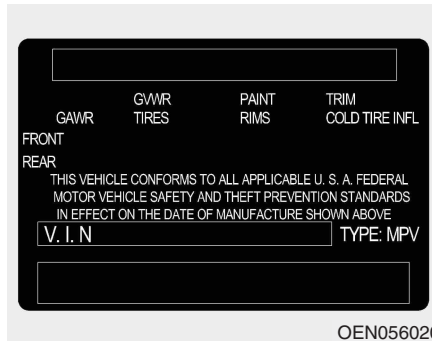 GVWR PAINT TRIM
GAWR TIRES RIMS COLD TIRE INFL
FRONT
REAR
THIS VEHICLE CONFORMS TO ALL APPLICABLE U. S. A. FEDERAL
MOTOR VEHICLE SAFETY AND THEFT PREVENTION STANDARDS
IN EFFECT ON THE DATE OF MANUFACTURE SHOWN ABOVE
V. I. N TYPE: MPV
OEN056020